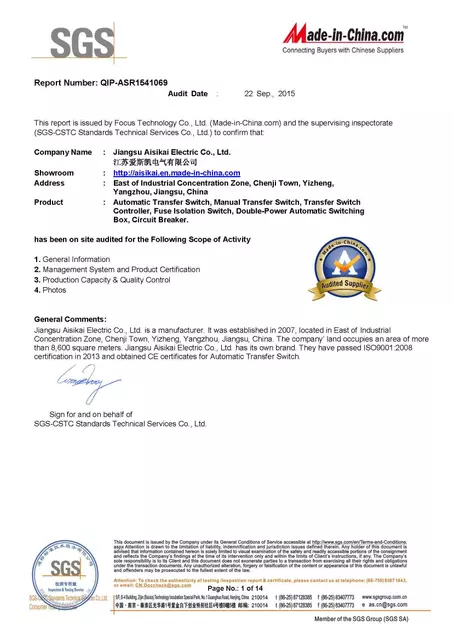 SGS
Made-in-China.com
Connecting Buyers with Chinese Suppliers
Report Number: QIP-ASR1541069
Audit Date : 22 Sep., 2015
This report is issued by Focus Technology Co., Ltd. (Made-in-China.com) and the supervising inspectorate
(SGS-CSTC Standards Technical Services Co., Ltd.) to confirm that:
Company Name : Jiangsu Aisikai Electric Co., Ltd.
江苏爱斯凯电气有限公司
Showroom : http://aisikai.en.made-in-china.com
Address : East of Industrial Concentration Zone, Chenji Town, Yizheng,
Yangzhou, Jiangsu, China
Product : Automatic Transfer Switch, Manual Transfer Switch, Transfer Switch
Controller, Fuse Isolation Switch, Double-Power Automatic Switching
Box, Circuit Breaker.
has been on site audited for the Following Scope of Activity
1. General Information
2. Management System and Product Certification
3. Production Capacity & Quality Control
4. Photos
Made-in-China.com
Audited Supplier
General Comments:
Jiangsu Aisikai Electric Co., Ltd. is a manufacturer. It was established in 2007, located in East of Industrial
Concentration Zone, Chenji Town, Yizheng, Yangzhou, Jiangsu, China. The company' land occupies an area of more
than 8,600 square meters. Jiangsu Aisikai Electric Co., Ltd. has its own brand. They have passed ISO9001:2008
certification in 2013 and obtained CE certificates for Automatic Transfer Switch.
Sign for and on behalf of
SGS-CSTC Standards Technical Services Co., Ltd.
This document is issued by the Company under its General Conditions of Service accessible at http://www.sgs.com/en/Terms-and-Conditions.
aspx Attention is drawn to the limitation of liability, indemnification and jurisdiction issues defined therein. Any holder of this document is
advised that information contained herein is solely limited to visual examination of the safely and readily accessible portions of the consignment
and reflects the Company's findings at the time of its intervention only and within the limits of Client's instructions, if any. The Company's
sole responsibility is to its Client and this document does not exonerate parties to a transaction from exercising all their rights and obligations
under the transaction documents. Any unauthorized alteration, forgery or falsification of the content or appearance of this document is unlawful
and offenders may be prosecuted to the fullest extent of the law.
Attention: To check the authenticity of testing /inspection report & certificate, please contact us at telephone: (86-755) 8307 1443,
or email: CN.Doccheck@sgs.com
Page No.: 1 of 14
210014 t (86-25) 87128385 f (86-25) 83407773 www.sgsgroup.com.cn
210014 t (86-25) 87128385 f (86-25) 83407773 e as.cn@sgs.com
Inspection & Testing Service
Member of the SGS Group (SGS SA)